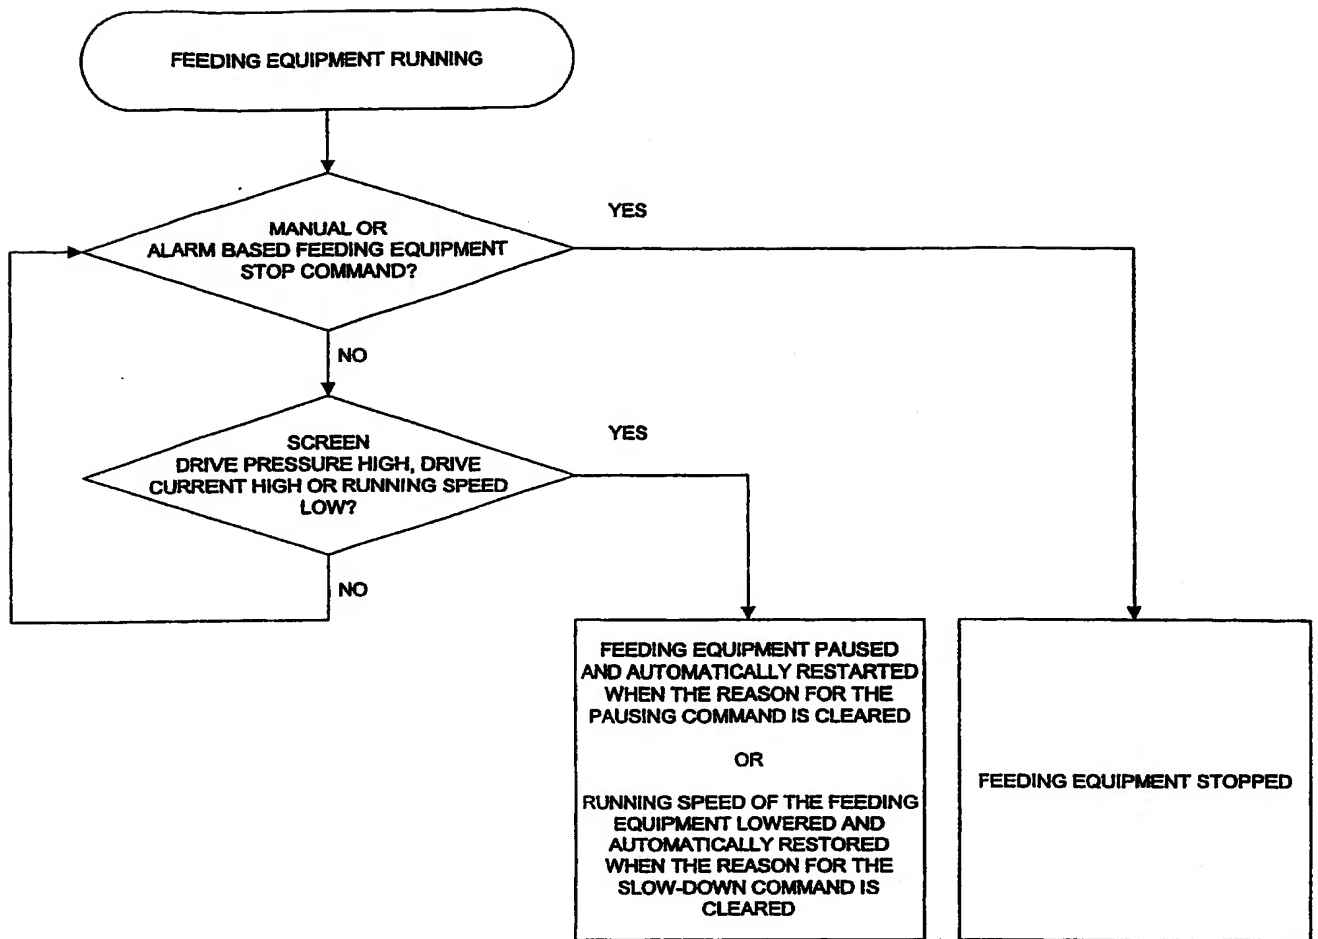 FEEDING EQUIPMENT RUNNING
MANUAL OR
ALARM BASED FEEDING EQUIPMENT
STOP COMMAND?
YES
NO
SCREEN
DRIVE PRESSURE HIGH, DRIVE
CURRENT HIGH OR RUNNING SPEED
LOW?
YES
NO
FEEDING EQUIPMENT PAUSED
AND AUTOMATICALLY RESTARTED
WHEN THE REASON FOR THE
PAUSING COMMAND IS CLEARED
OR
RUNNING SPEED OF THE FEEDING
EQUIPMENT LOWERED AND
AUTOMATICALLY RESTORED
WHEN THE REASON FOR THE
SLOW-DOWN COMMAND IS
CLEARED
FEEDING EQUIPMENT STOPPED